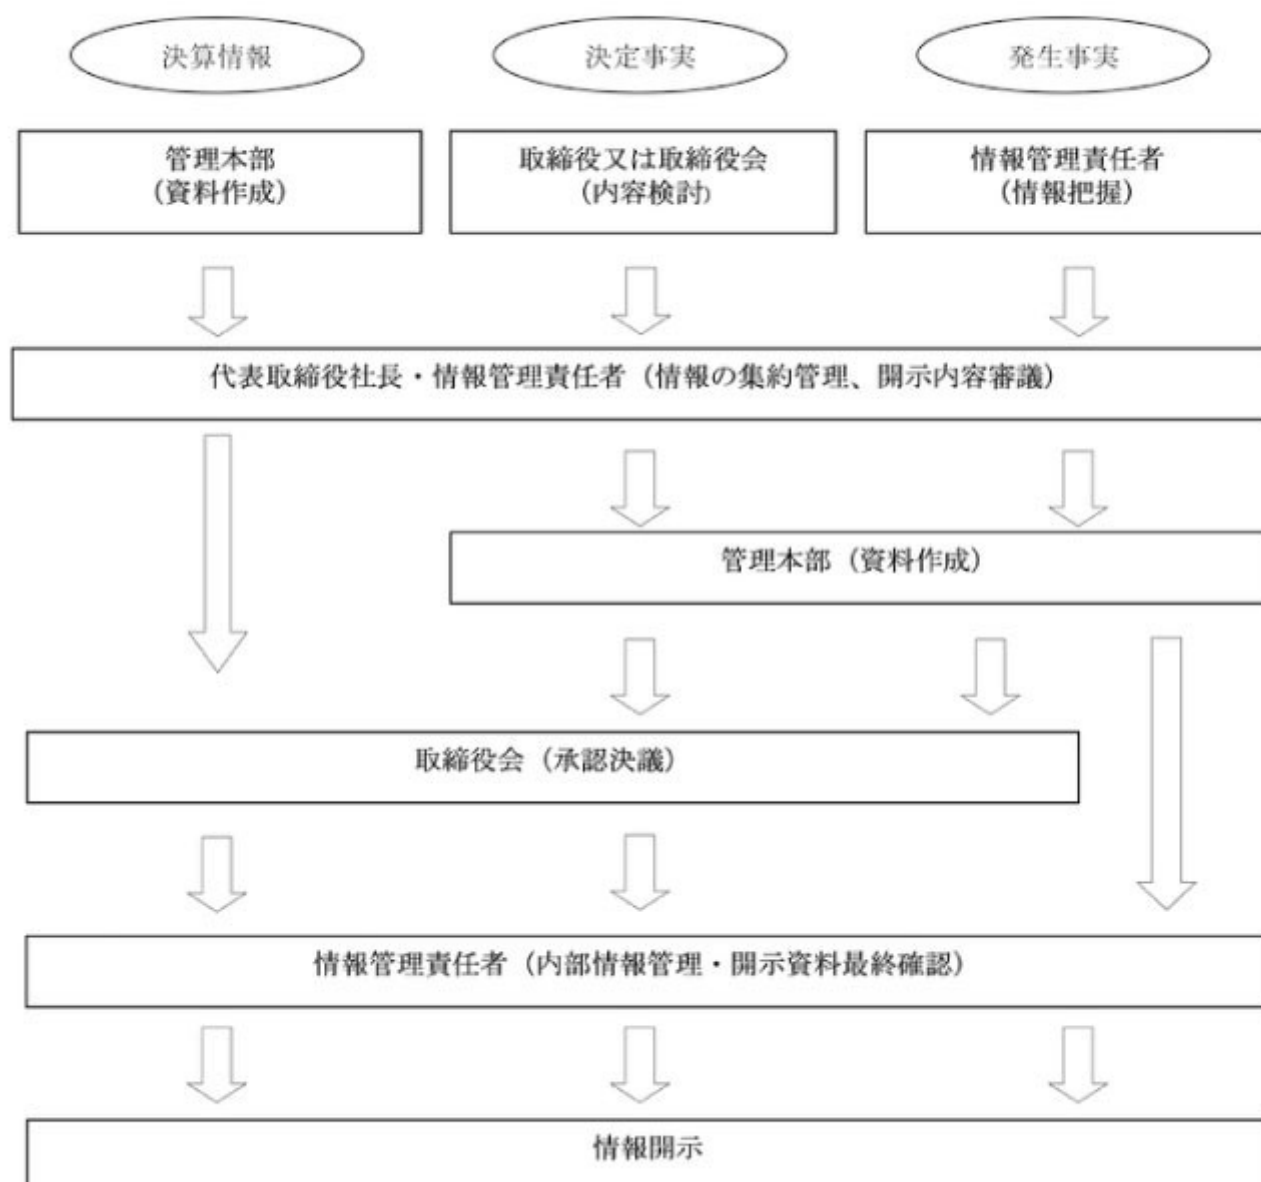 決算情報
決定事実
発生事実
管理本部
（資料作成）
取締役又は取締役会
（内容検討）
情報管理責任者
（情報把握）
代表取締役社長・情報管理責任者（情報の集約管理、開示内容審議）
管理本部（資料作成）
取締役会（承認決議）
情報管理責任者（内部情報管理・開示資料最終確認）
情報開示